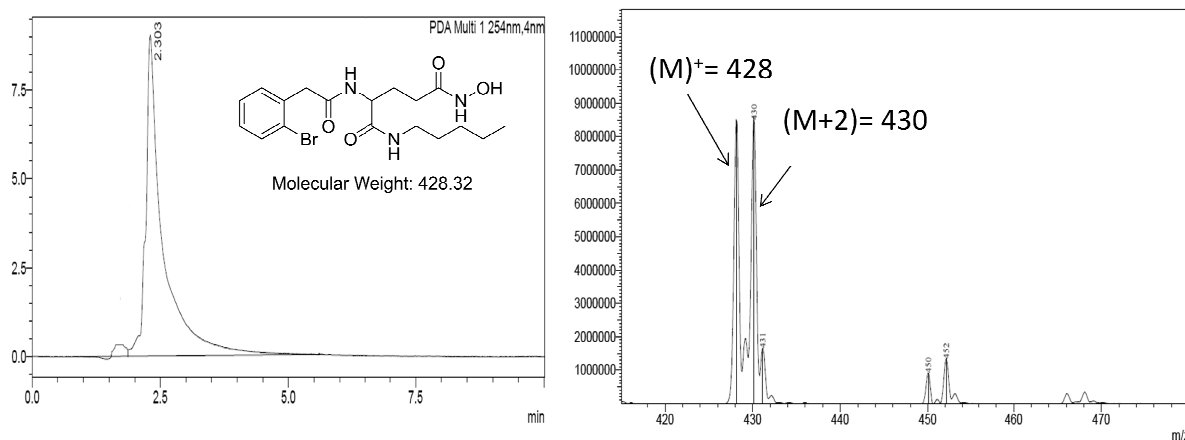 PDA Multi 1 254nm,4nm
2.303
7.5
5.0
2.5
0.0
0.0 2.5 5.0 7.5
min
H
N
O
O
N
H
OH
Br
O
N
H
Molecular Weight: 428.32
11000000
10000000
9000000
8000000
7000000
6000000
5000000
4000000
3000000
2000000
1000000
(M)+= 428
(M+2)= 430
430
431
450
452
420 430 440 450 460 470
m/